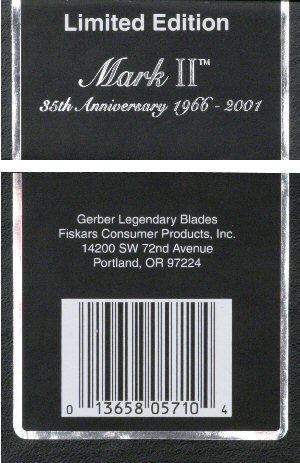 Limited Edition
Mark II™
35th Anniversary 1966 - 2001
Gerber Legendary Blades
Fiskars Consumer Products, Inc.
14200 SW 72nd Avenue
Portland, OR 97224
0 13658 05710 4